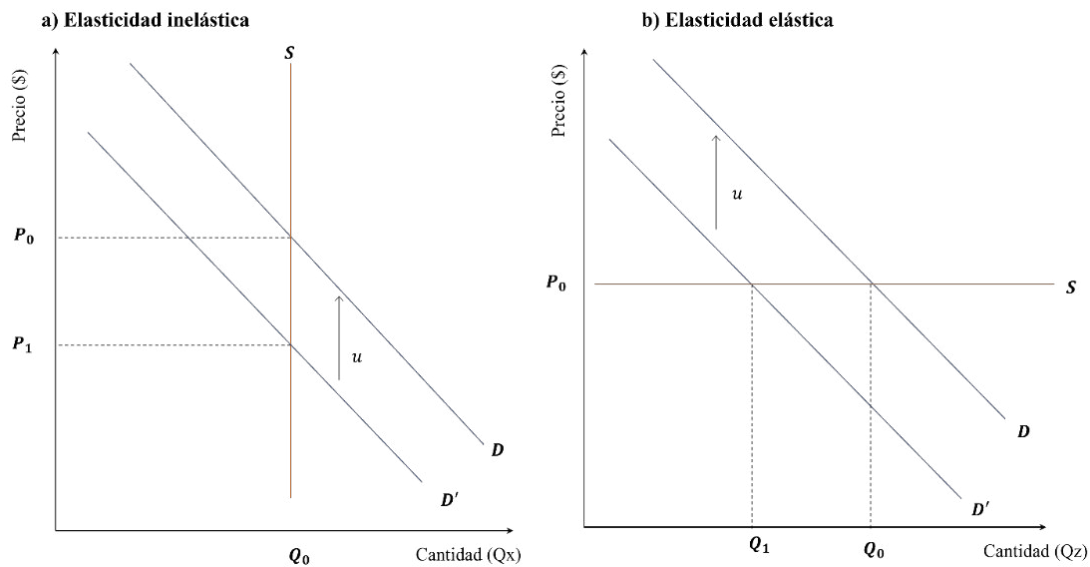 a) Elasticidad inelástica
Precio ($)
S
P₀
P₁
u
D
D'
Q₀
Cantidad (Qx)
b) Elasticidad elástica
Precio ($)
u
P₀
S
D
D'
Q₁
Q₀
Cantidad (Qz)